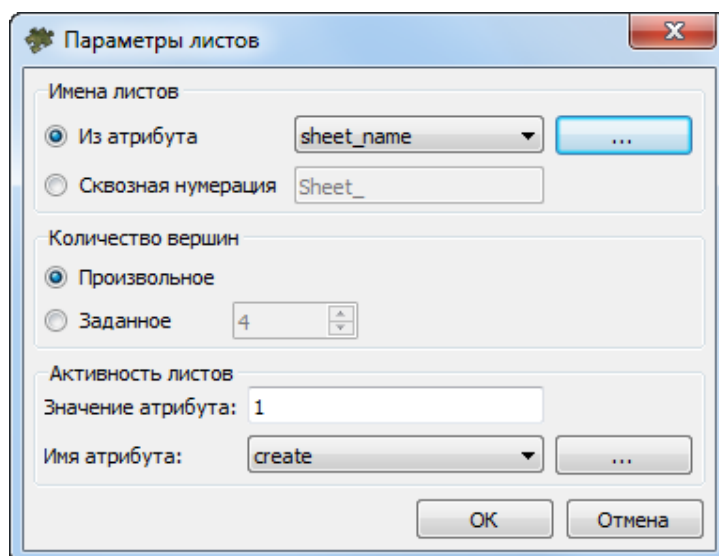 Параметры листов
Имена листов
Из атрибута sheet_name ...
Сквозная нумерация Sheet_
Количество вершин
Произвольное
Заданное 4
Активность листов
Значение атрибута: 1
Имя атрибута: create ...
OK Отмена